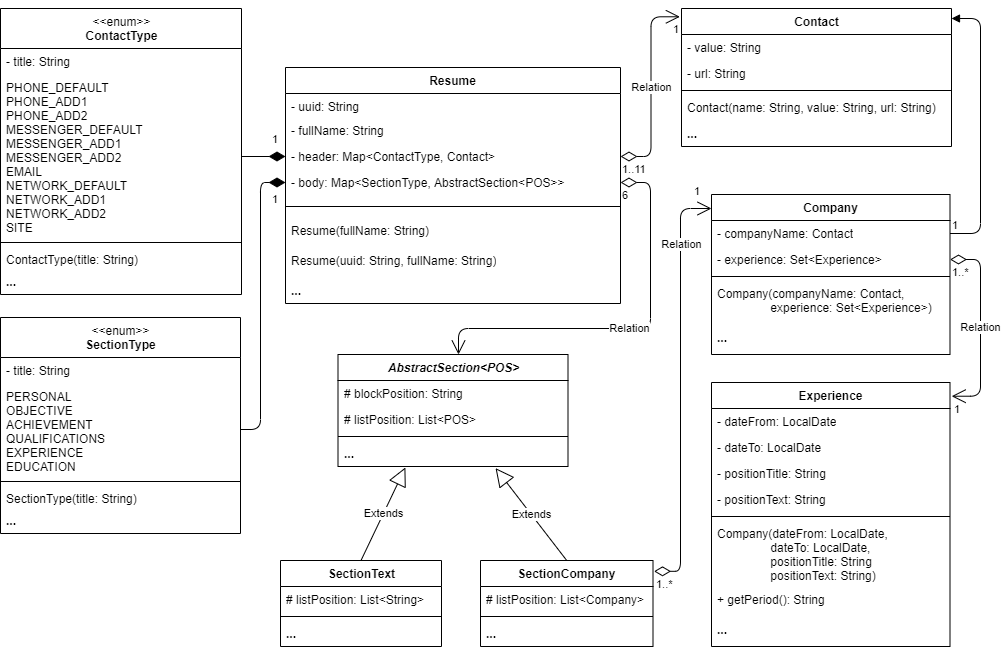 <<enum>>
ContactType
- title: String
PHONE_DEFAULT
PHONE_ADD1
PHONE_ADD2
MESSENGER_DEFAULT
MESSENGER_ADD1
MESSENGER_ADD2
EMAIL
NETWORK_DEFAULT
NETWORK_ADD1
NETWORK_ADD2
SITE
ContactType(title: String)
...
<<enum>>
SectionType
- title: String
PERSONAL
OBJECTIVE
ACHIEVEMENT
QUALIFICATIONS
EXPERIENCE
EDUCATION
SectionType(title: String)
...
1
1
Resume
- uuid: String
- fullName: String
- header: Map<ContactType, Contact>
- body: Map<SectionType, AbstractSection<POS>>
Resume(fullName: String)
Resume(uuid: String, fullName: String)
...
1..11
6
Relation
1
Relation
Contact
- value: String
- url: String
Contact(name: String, value: String, url: String)
...
AbstractSection<POS>
# blockPosition: String
# listPosition: List<POS>
...
Extends
Extends
SectionText
# listPosition: List<String>
...
SectionCompany
# listPosition: List<Company>
...
1..*
Relation
1
Company
- companyName: Contact
- experience: Set<Experience>
Company(companyName: Contact,
experience: Set<Experience>)
...
1
1..*
Relation
1
Experience
- dateFrom: LocalDate
- dateTo: LocalDate
- positionTitle: String
- positionText: String
Company(dateFrom: LocalDate,
dateTo: LocalDate,
positionTitle: String
positionText: String)
+ getPeriod(): String
...